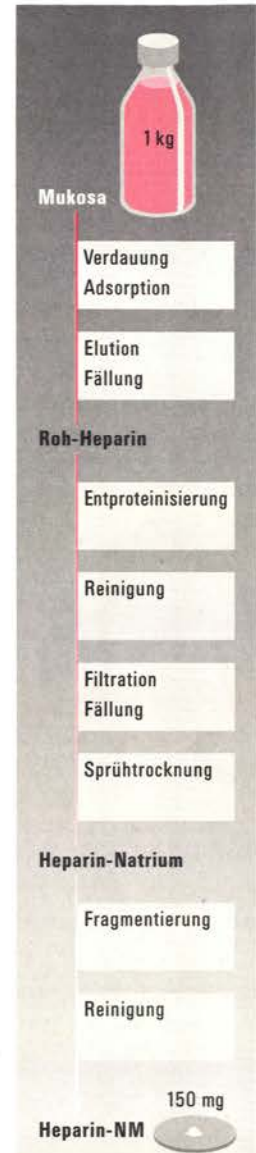 1 kg
Mukosa
Verdauung
Adsorption
Elution
Fällung
Roh-Heparin
Entproteinisierung
Reinigung
Filtration
Fällung
Sprühtrocknung
Heparin-Natrium
Fragmentierung
Reinigung
150 mg
Heparin-NM